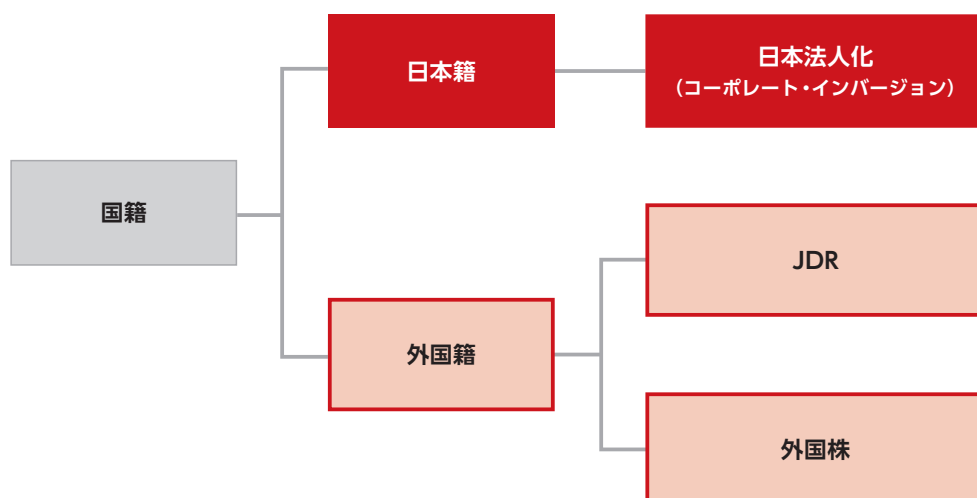 国籍
日本籍
日本法人化
（コーポレート・インバージョン）
外国籍
JDR
外国株